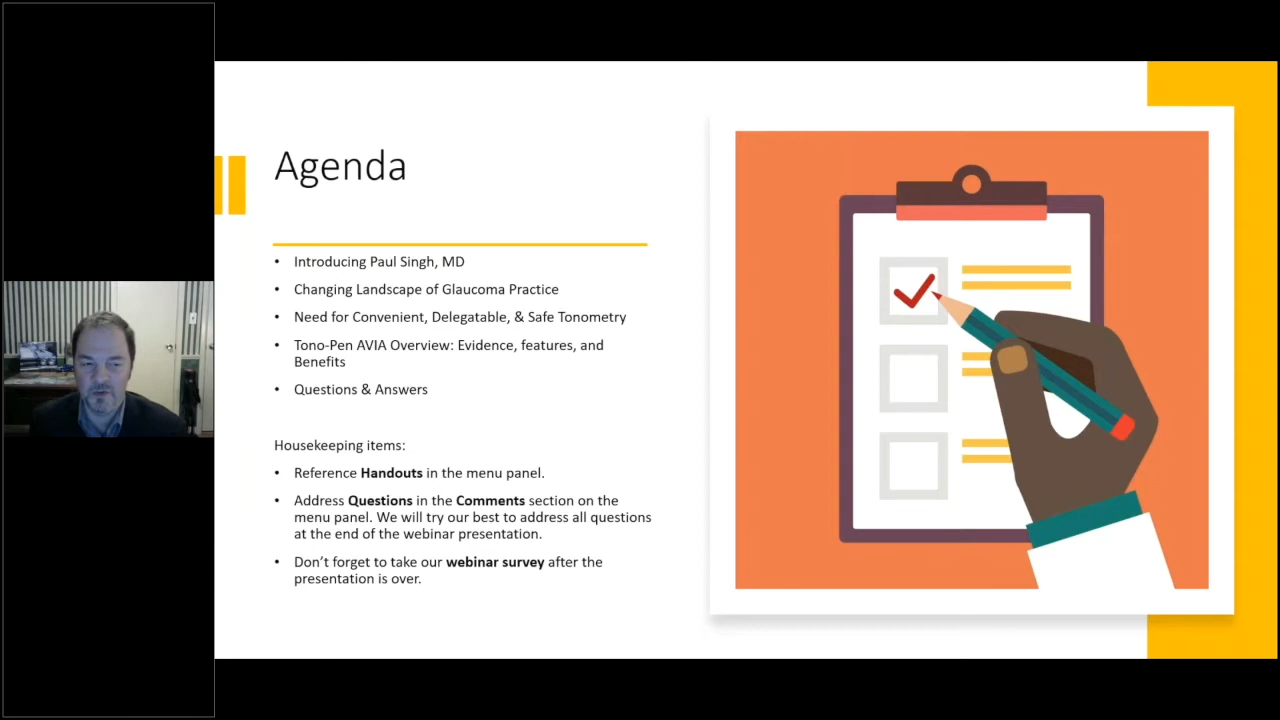 Agenda
• Introducing Paul Singh, MD
• Changing Landscape of Glaucoma Practice
• Need for Convenient, Delegatable, & Safe Tonometry
• Tono-Pen AVIA Overview: Evidence, features, and
Benefits
• Questions & Answers
Housekeeping items:
• Reference Handouts in the menu panel.
• Address Questions in the Comments section on the
menu panel. We will try our best to address all questions
at the end of the webinar presentation.
• Don’t forget to take our webinar survey after the
presentation is over.